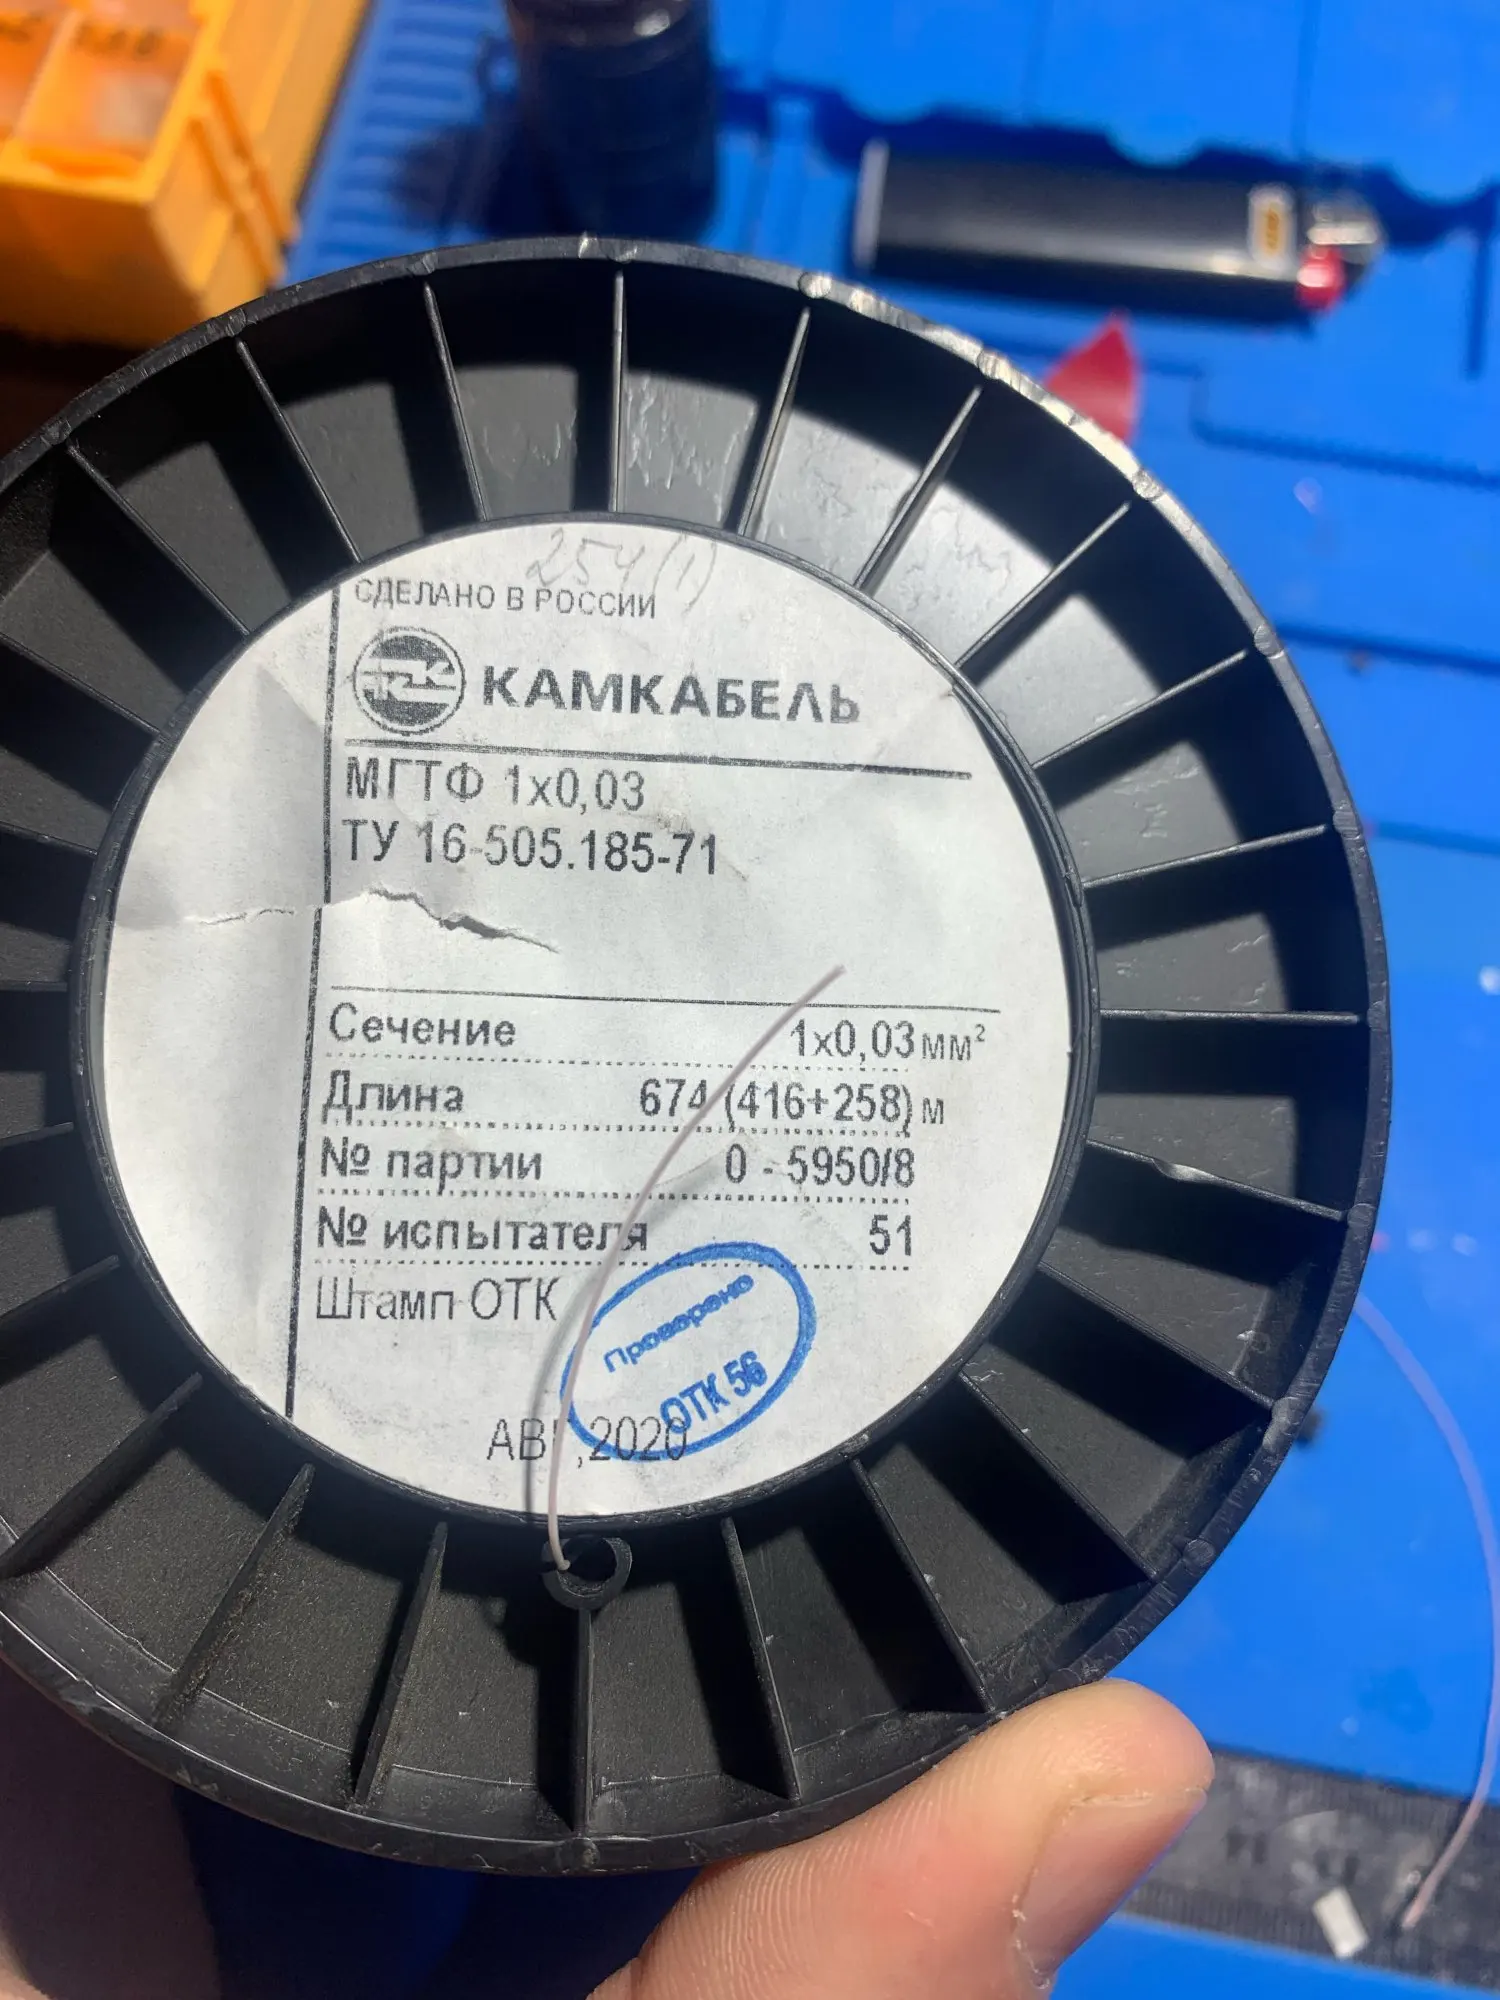 254(1)
СДЕЛАНО В РОССИИ
КАМКАБЕЛЬ
МГТФ 1х0,03
ТУ 16-505.185-71
Сечение 1х0,03мм²
Длина 674 (416+258) м
№ партии 0 - 5950/8
№ испытателя 51
Штамп ОТК
Проверено
ОТК 56
АВГ,2020